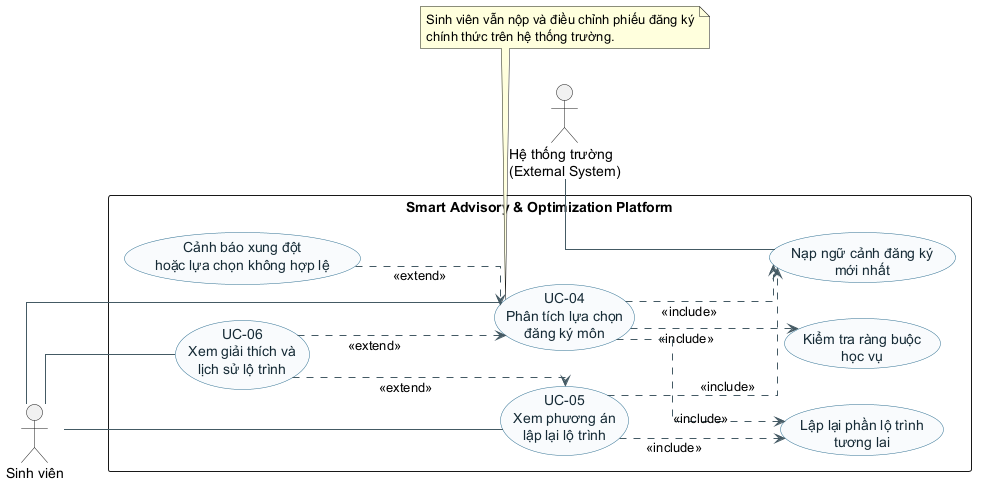 Sinh viên vẫn nộp và điều chỉnh phiếu đăng ký
chính thức trên hệ thống trường.
Hệ thống trường
(External System)
Smart Advisory & Optimization Platform
Cảnh báo xung đột
hoặc lựa chọn không hợp lệ
«extend»
Nạp ngữ cảnh đăng ký
mới nhất
UC-04
Phân tích lựa chọn
đăng ký môn
«include»
UC-06
Xem giải thích và
lịch sử lộ trình
«extend»
«include»
Kiểm tra ràng buộc
học vụ
«extend»
«include»
UC-05
Xem phương án
lập lại lộ trình
«include»
«include»
Lập lại phần lộ trình
tương lai
Sinh viên